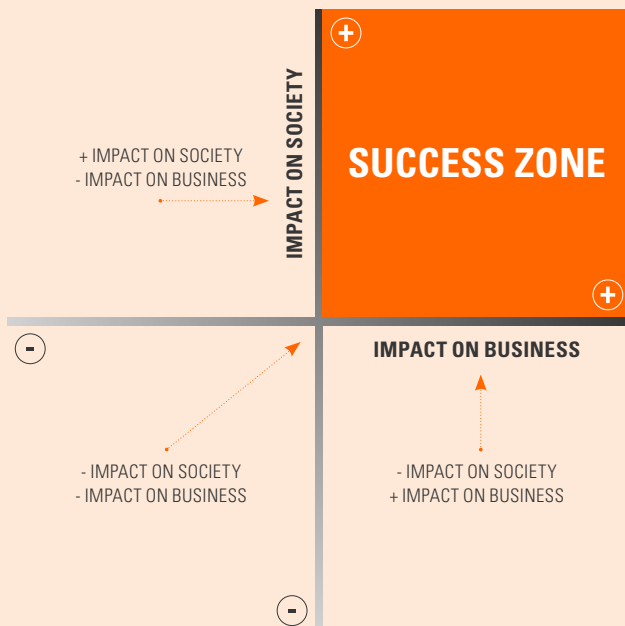 +
IMPACT ON SOCIETY
+ IMPACT ON SOCIETY
- IMPACT ON BUSINESS
SUCCESS ZONE
+
-
IMPACT ON BUSINESS
- IMPACT ON SOCIETY
- IMPACT ON BUSINESS
- IMPACT ON SOCIETY
+ IMPACT ON BUSINESS
-